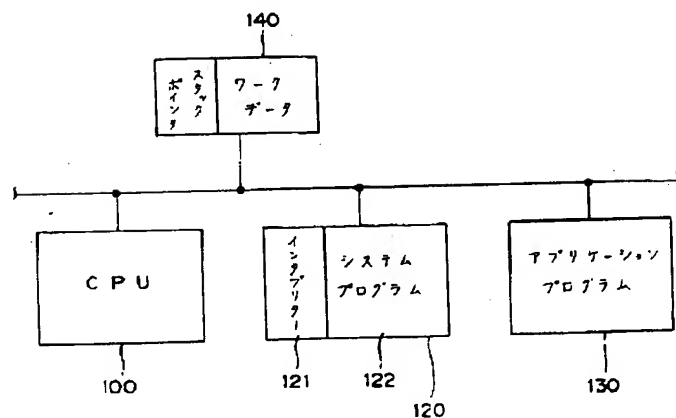 140
スタック
ポインタ
ワーク
データ
CPU
インタプリター
システム
プログラム
アプリケーション
プログラム
100
121
122
120
130